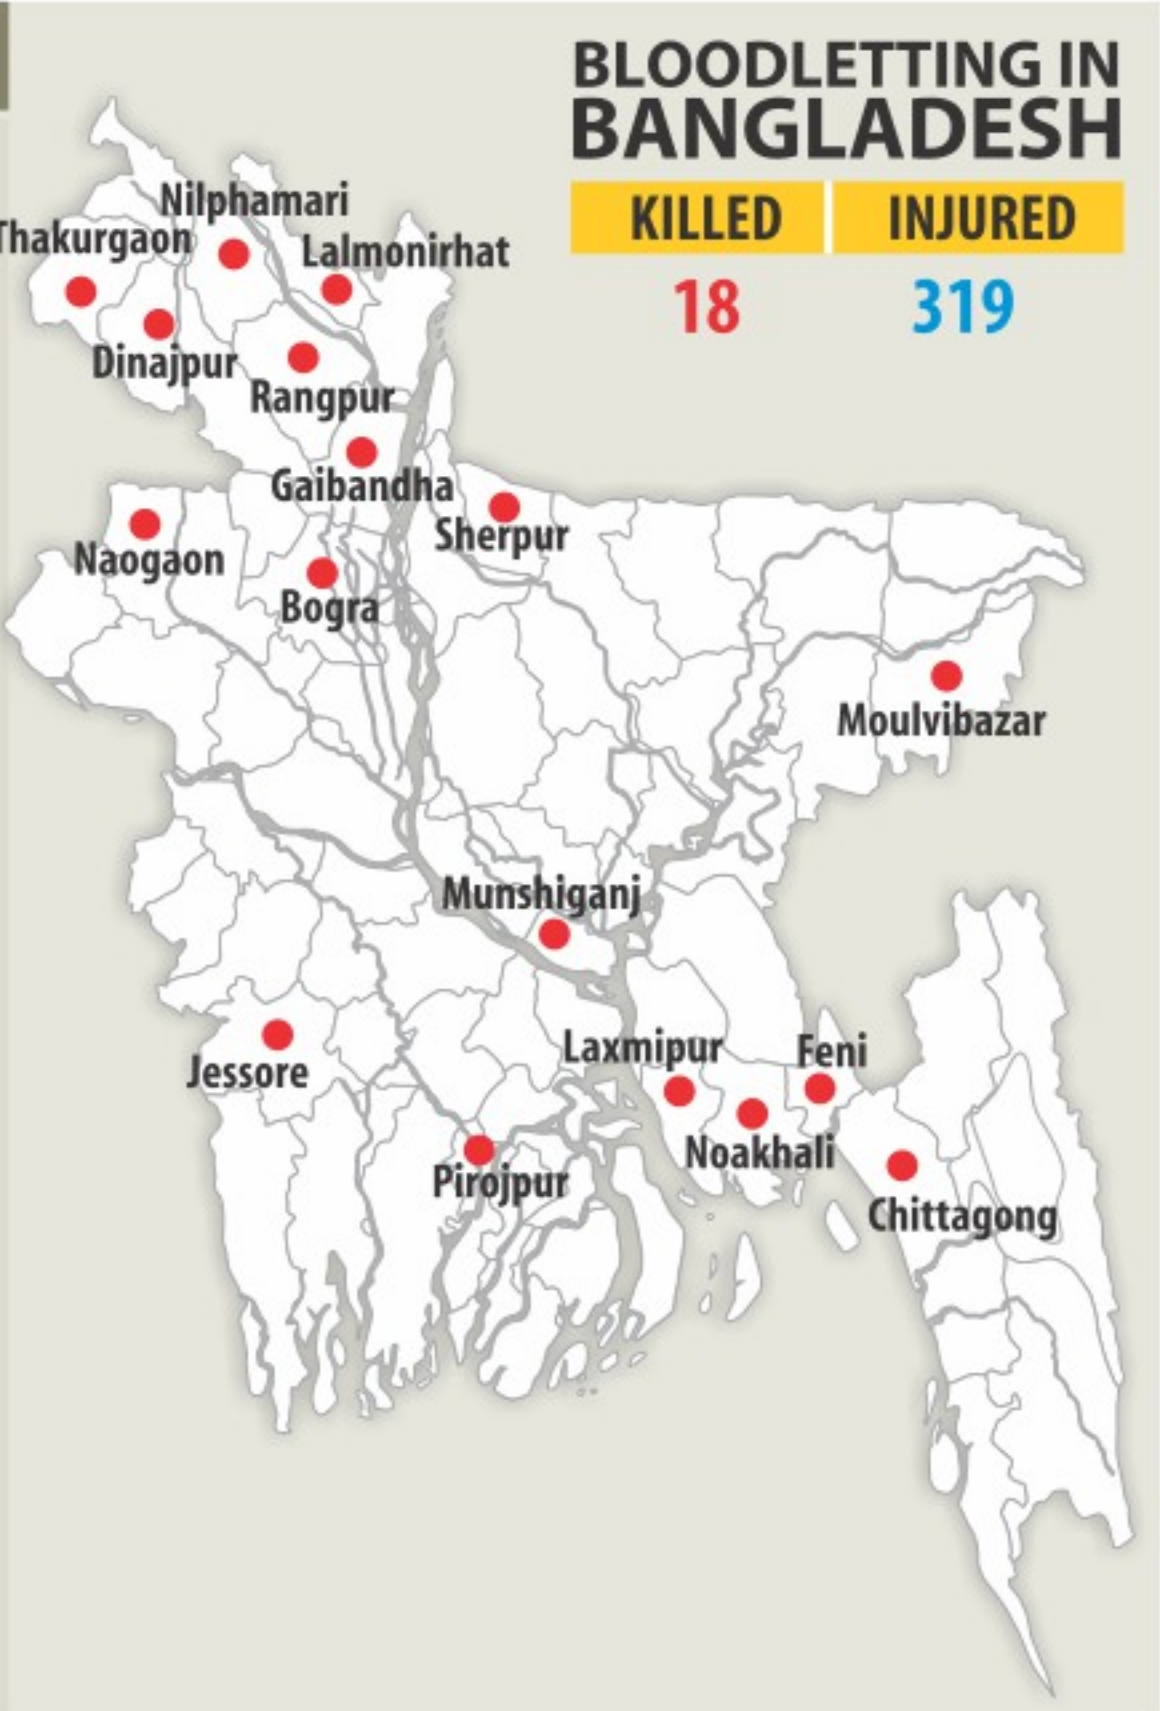 BLOODLETTING IN
BANGLADESH
KILLED INJURED
18 319
Nilphamari
Thakurgaon
Lalmonirhat
Dinajpur
Rangpur
Gaibandha
Sherpur
Naogaon
Bogra
Moulvibazar
Munshiganj
Laxmipur
Feni
Jessore
Noakhali
Pirojpur
Chittagong